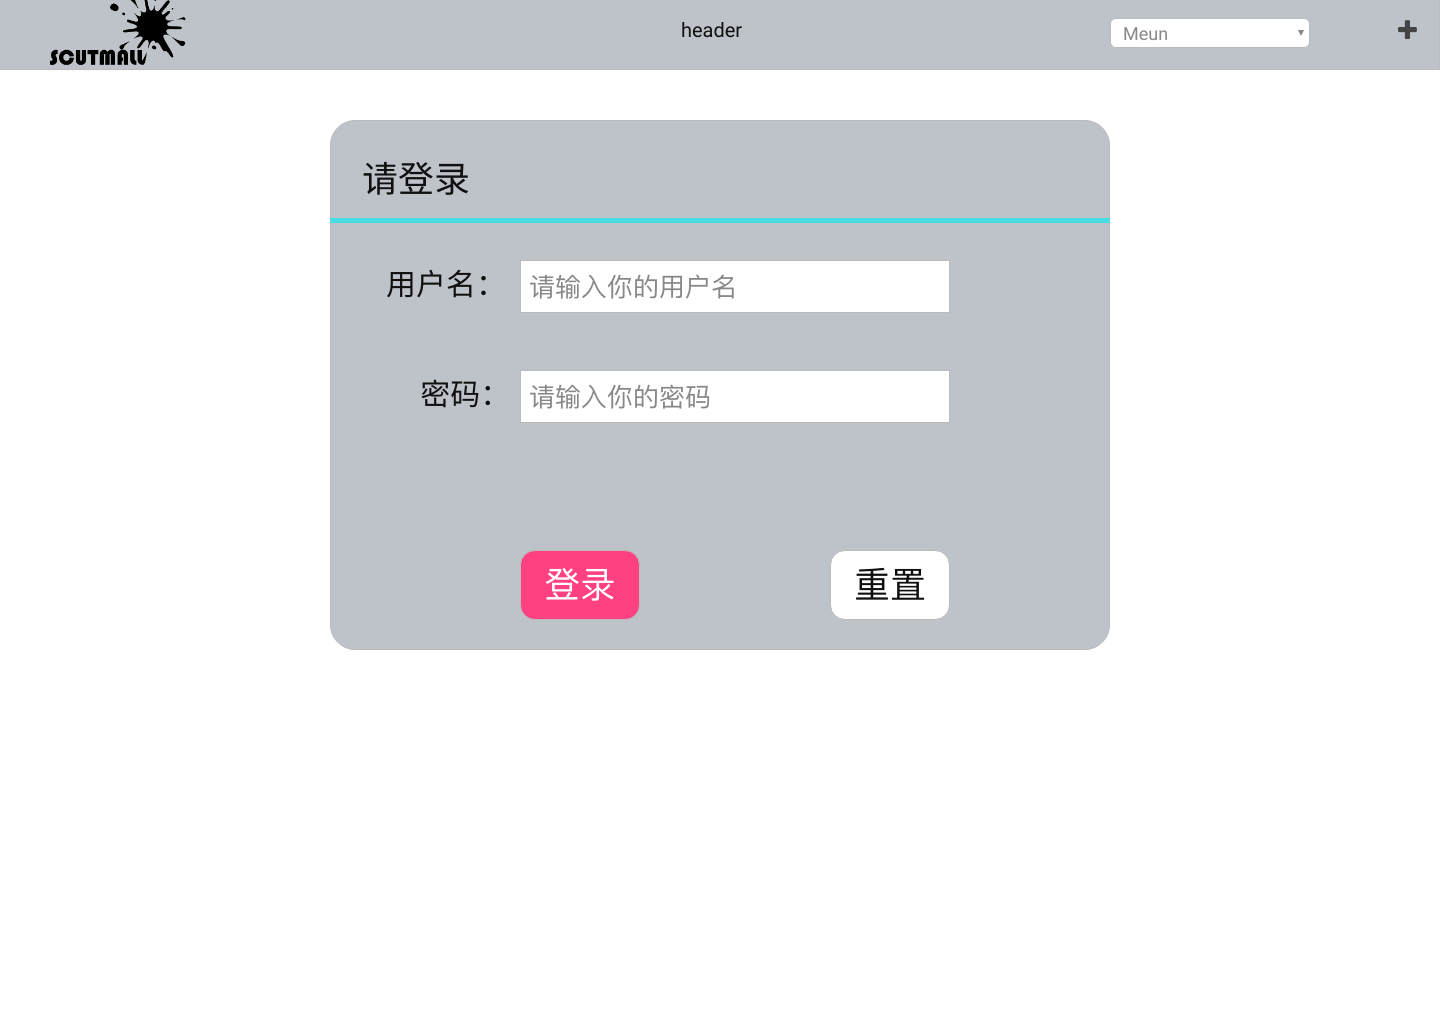 SCUTMALL
header
Meun
请登录
用户名：
请输入你的用户名
密码：
请输入你的密码
登录
重置